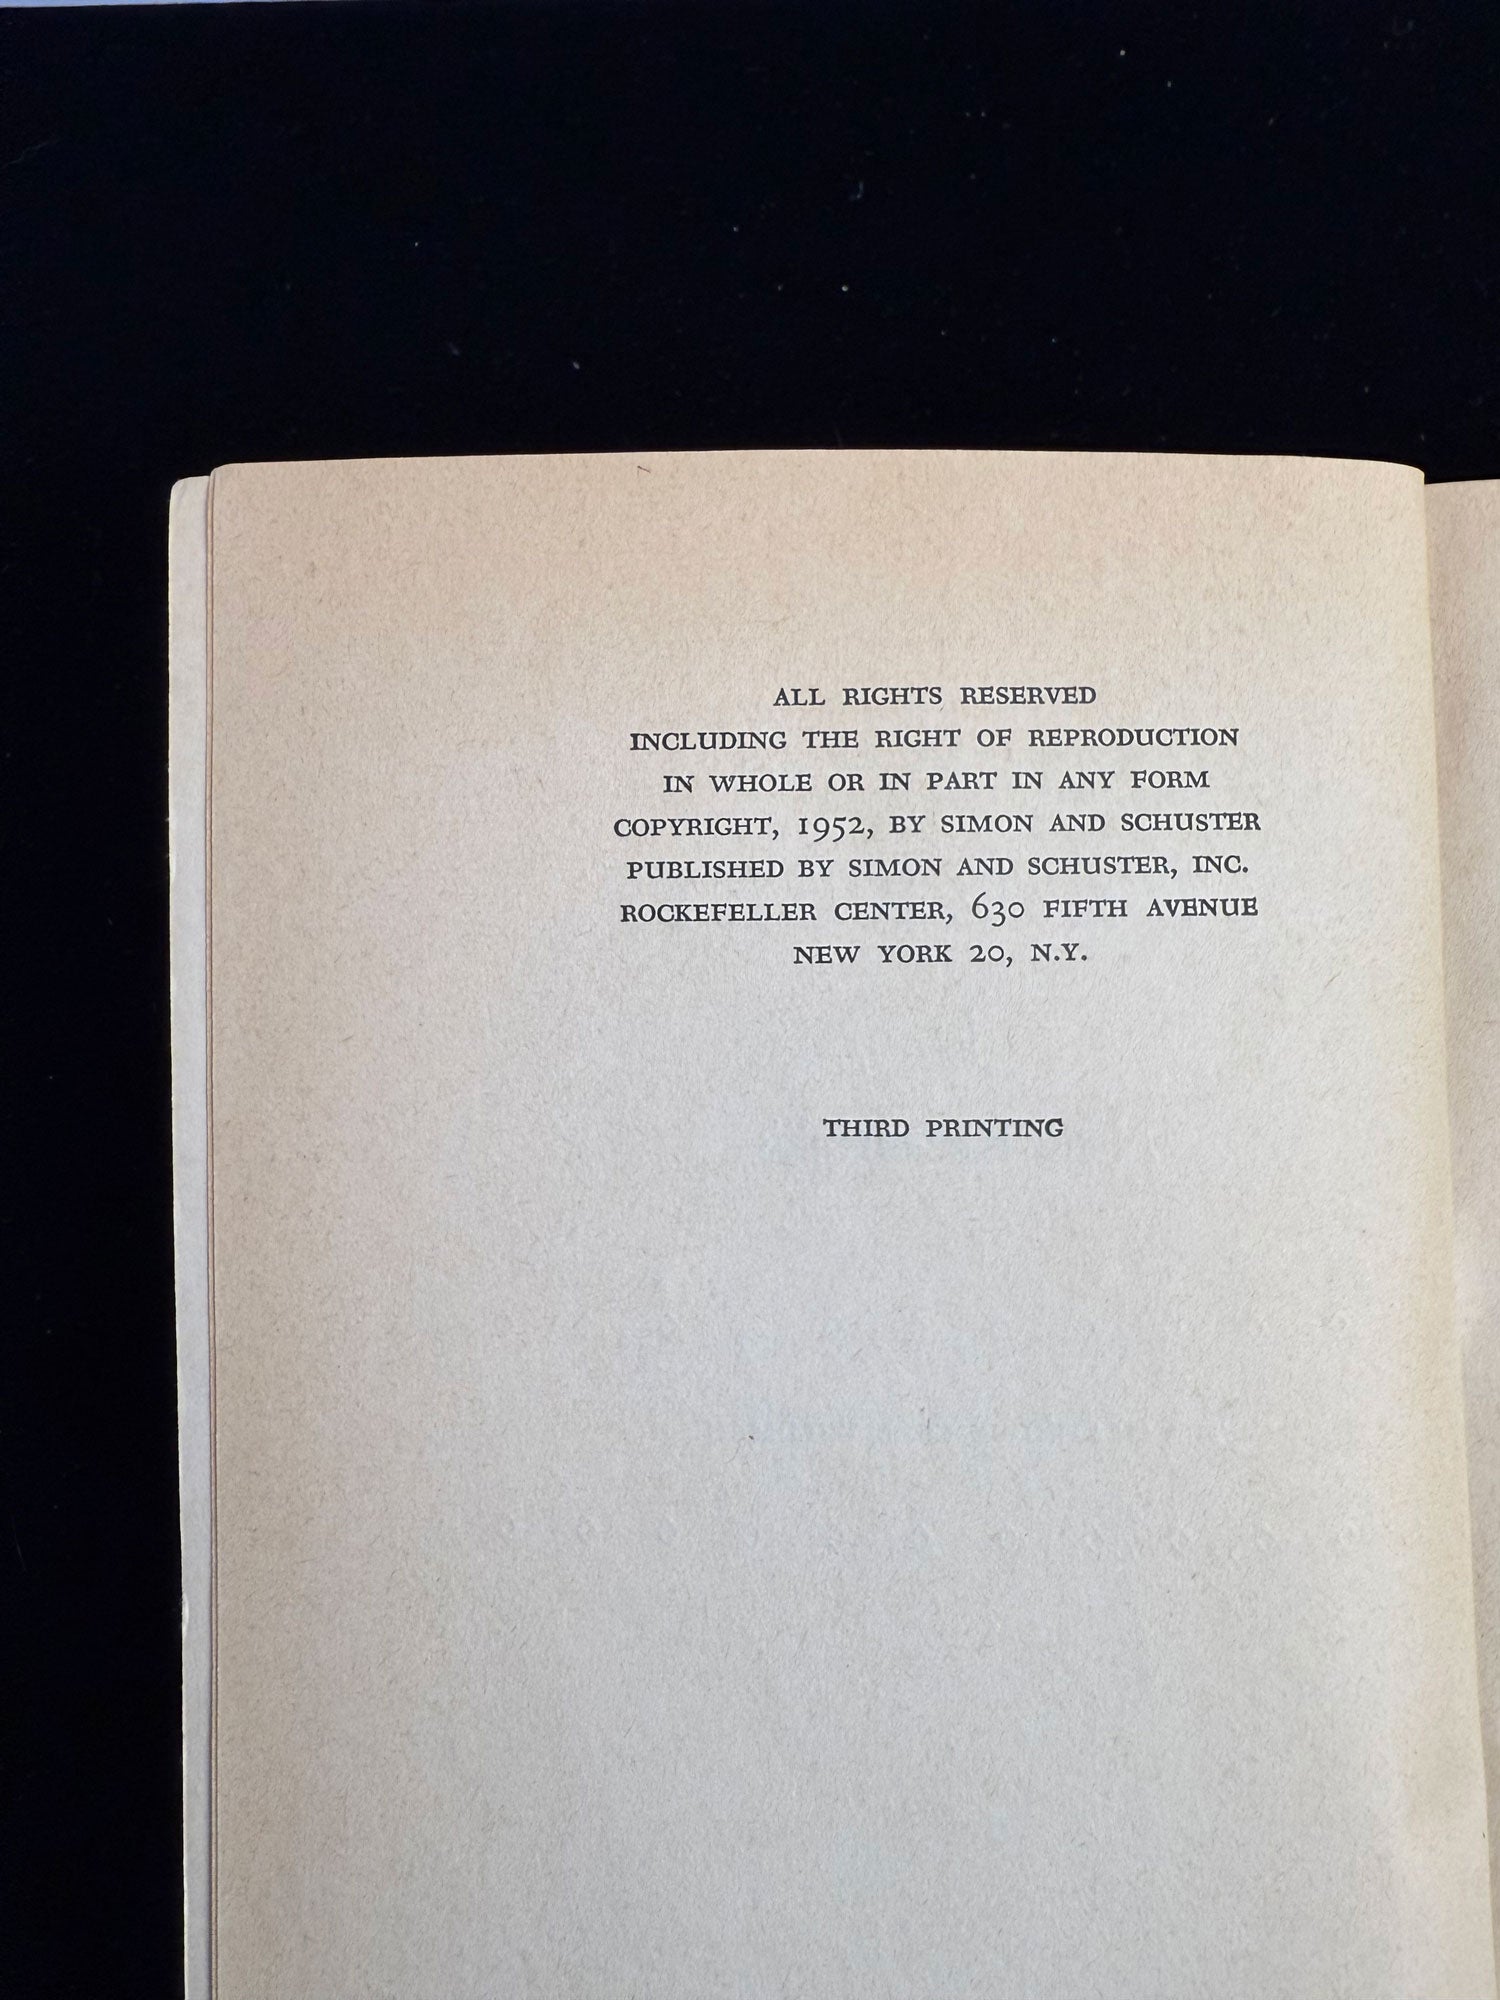 ALL RIGHTS RESERVED
INCLUDING THE RIGHT OF REPRODUCTION
IN WHOLE OR IN PART IN ANY FORM
COPYRIGHT, 1952, BY SIMON AND SCHUSTER
PUBLISHED BY SIMON AND SCHUSTER, INC.
ROCKEFELLER CENTER, 630 FIFTH AVENUE
NEW YORK 20, N.Y.
THIRD PRINTING